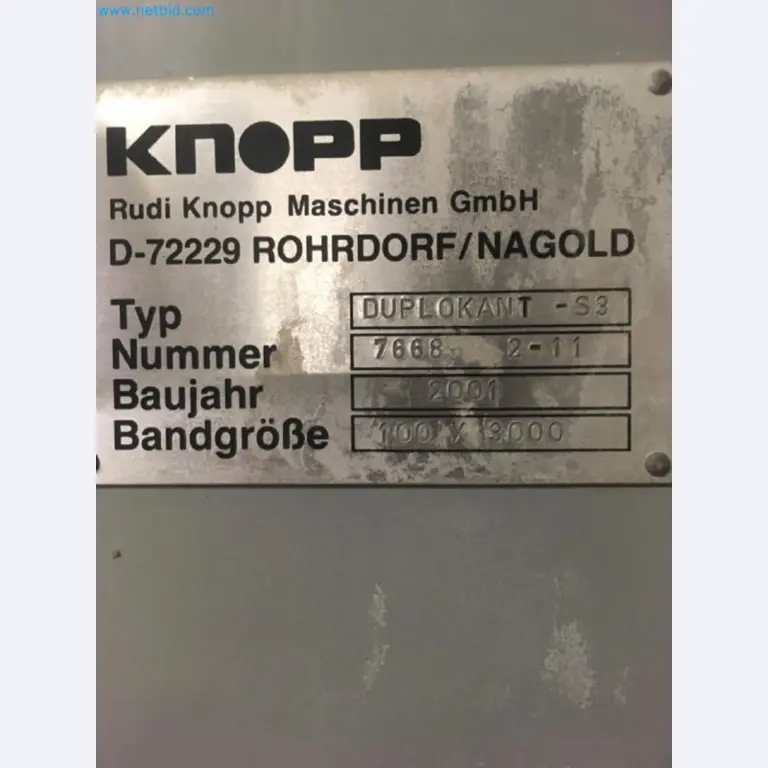 www.netbid.com
KNOPP
Rudi Knopp Maschinen GmbH
D-72229 ROHRDORF/NAGOLD
Typ DUPLOKANT -S3
Nummer 7668 2-11
Baujahr 2001
Bandgröße 100 X 3000